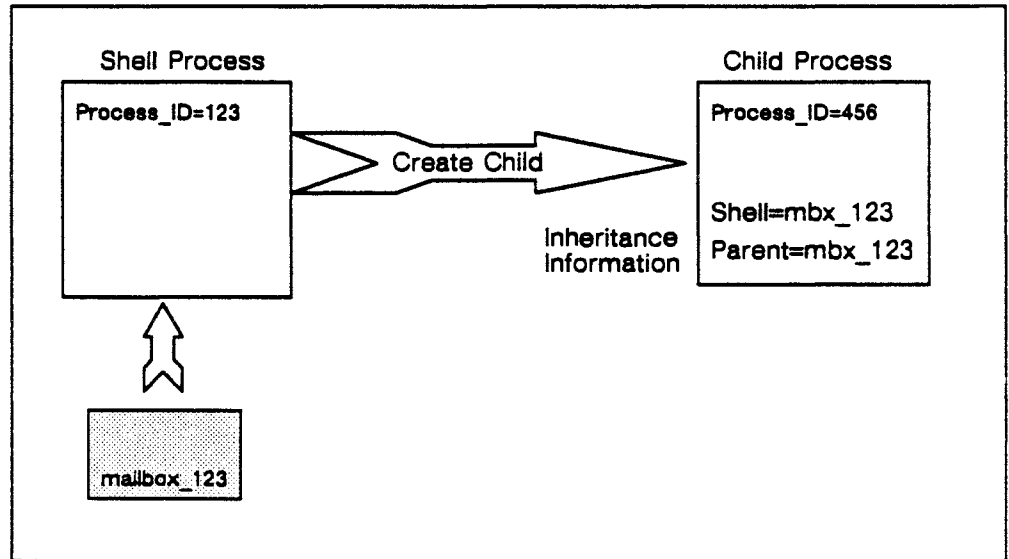 Shell Process
Process_ID=123
Create Child
Child Process
Process_ID=456
Shell=mbx_123
Parent=mbx_123
Inheritance
Information
mailbox_123